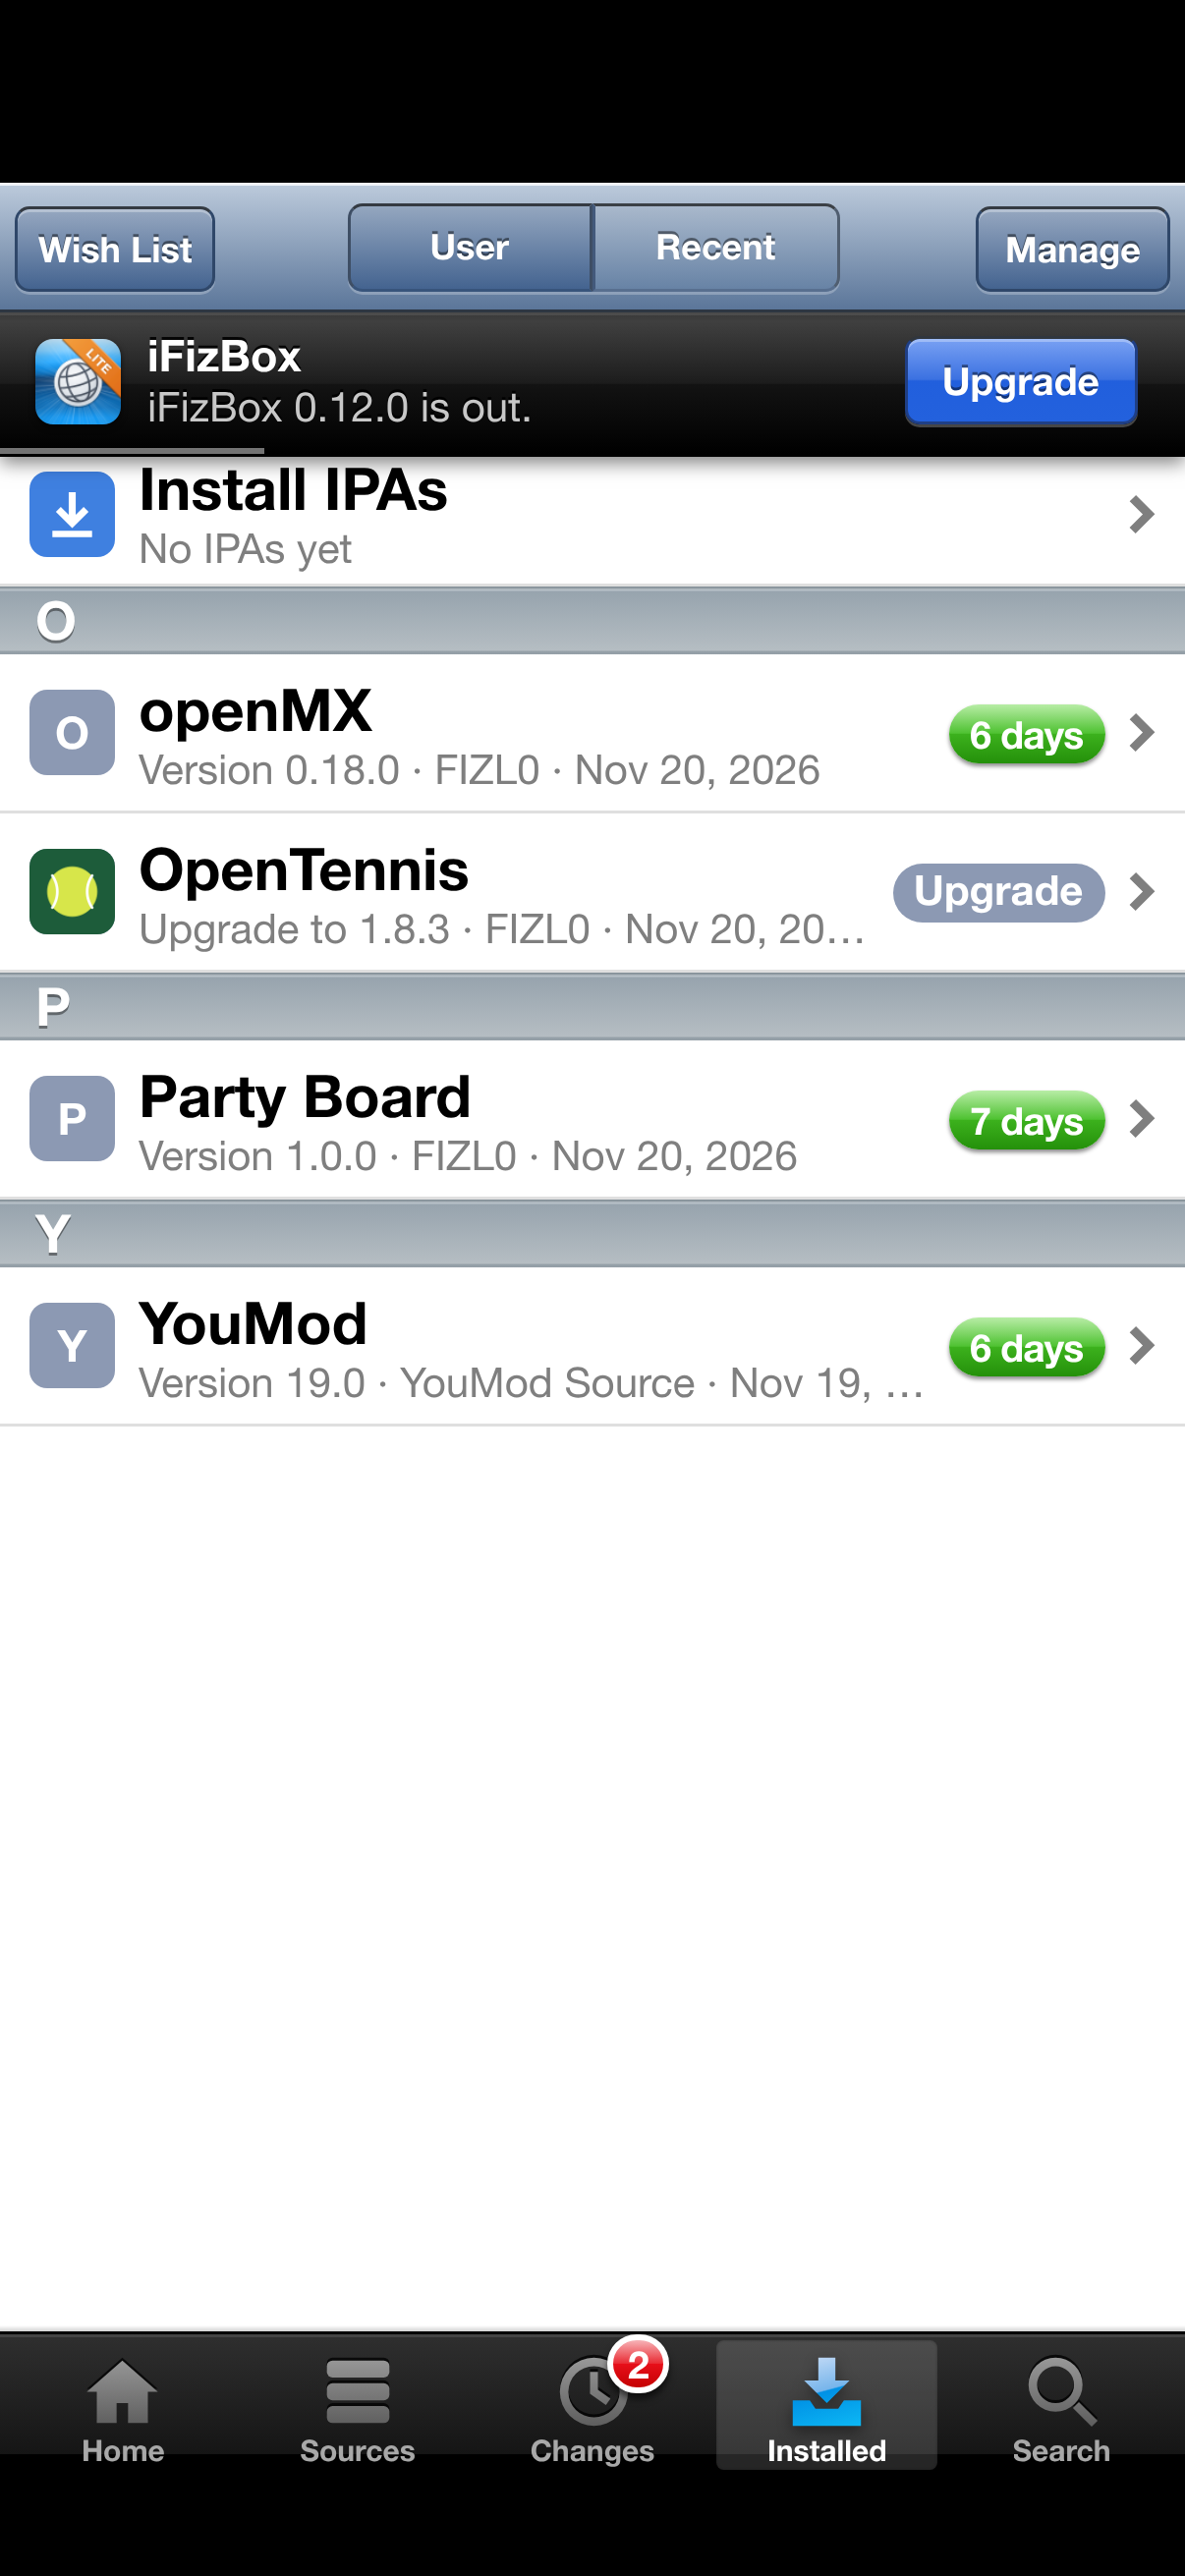 Wish List
User
Recent
Manage
LITE
iFizBox
iFizBox 0.12.0 is out.
Upgrade
Install IPAs
No IPAs yet
O
O
openMX
Version 0.18.0 · FIZL0 · Nov 20, 2026
6 days
OpenTennis
Upgrade to 1.8.3 · FIZL0 · Nov 20, 20…
Upgrade
P
P
Party Board
Version 1.0.0 · FIZL0 · Nov 20, 2026
7 days
Y
Y
YouMod
Version 19.0 · YouMod Source · Nov 19, …
6 days
2
Home
Sources
Changes
Installed
Search